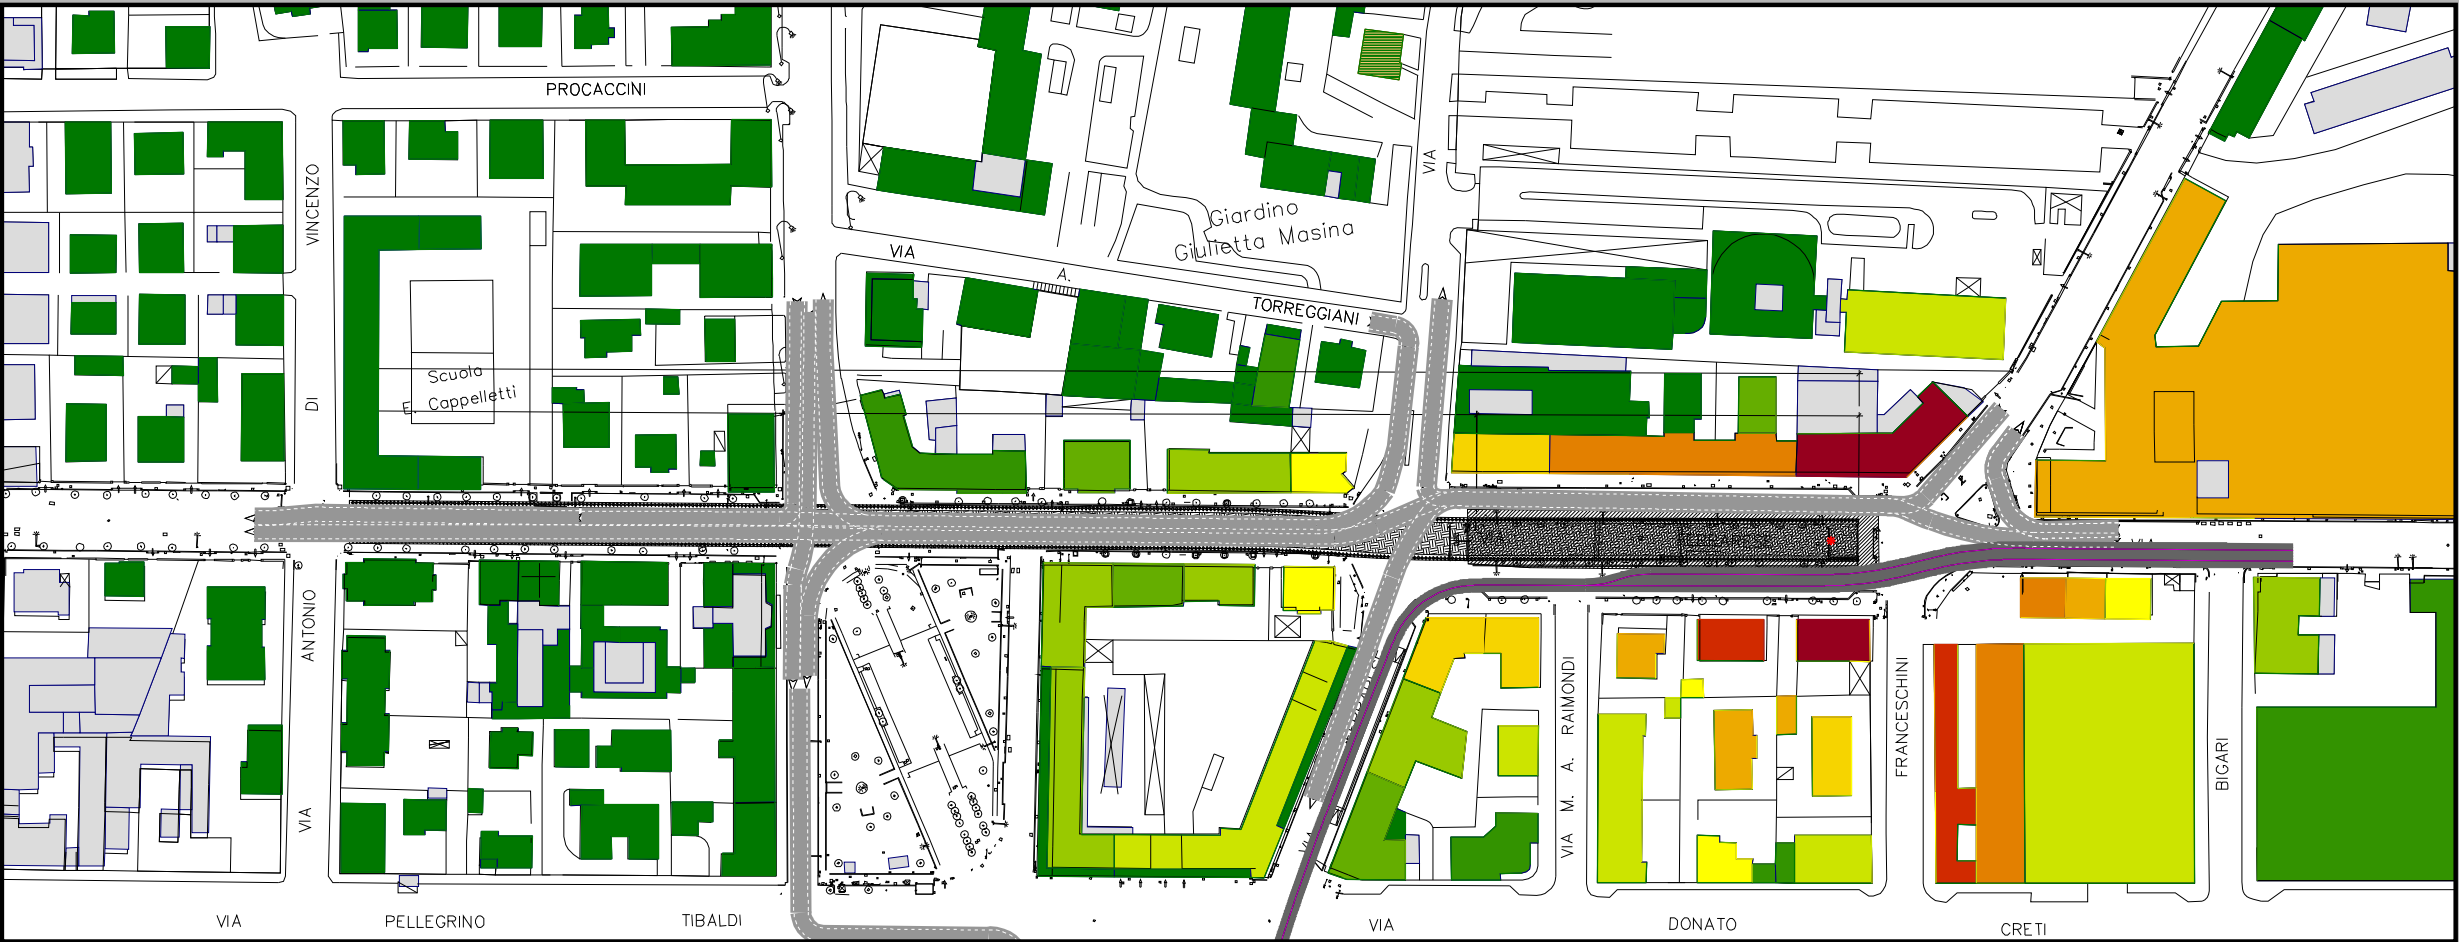 PROCACCINI
VINCENZO
DI
ANTONIO
VIA
Scuola
E. Cappelletti
VIA
A.
TORREGGIANI
Giardino
Giulietta Masina
VIA
VIA M. A. RAIMONDI
FRANCESCHINI
BIGARI
VIA
PELLEGRINO
TIBALDI
VIA
DONATO
CRETI